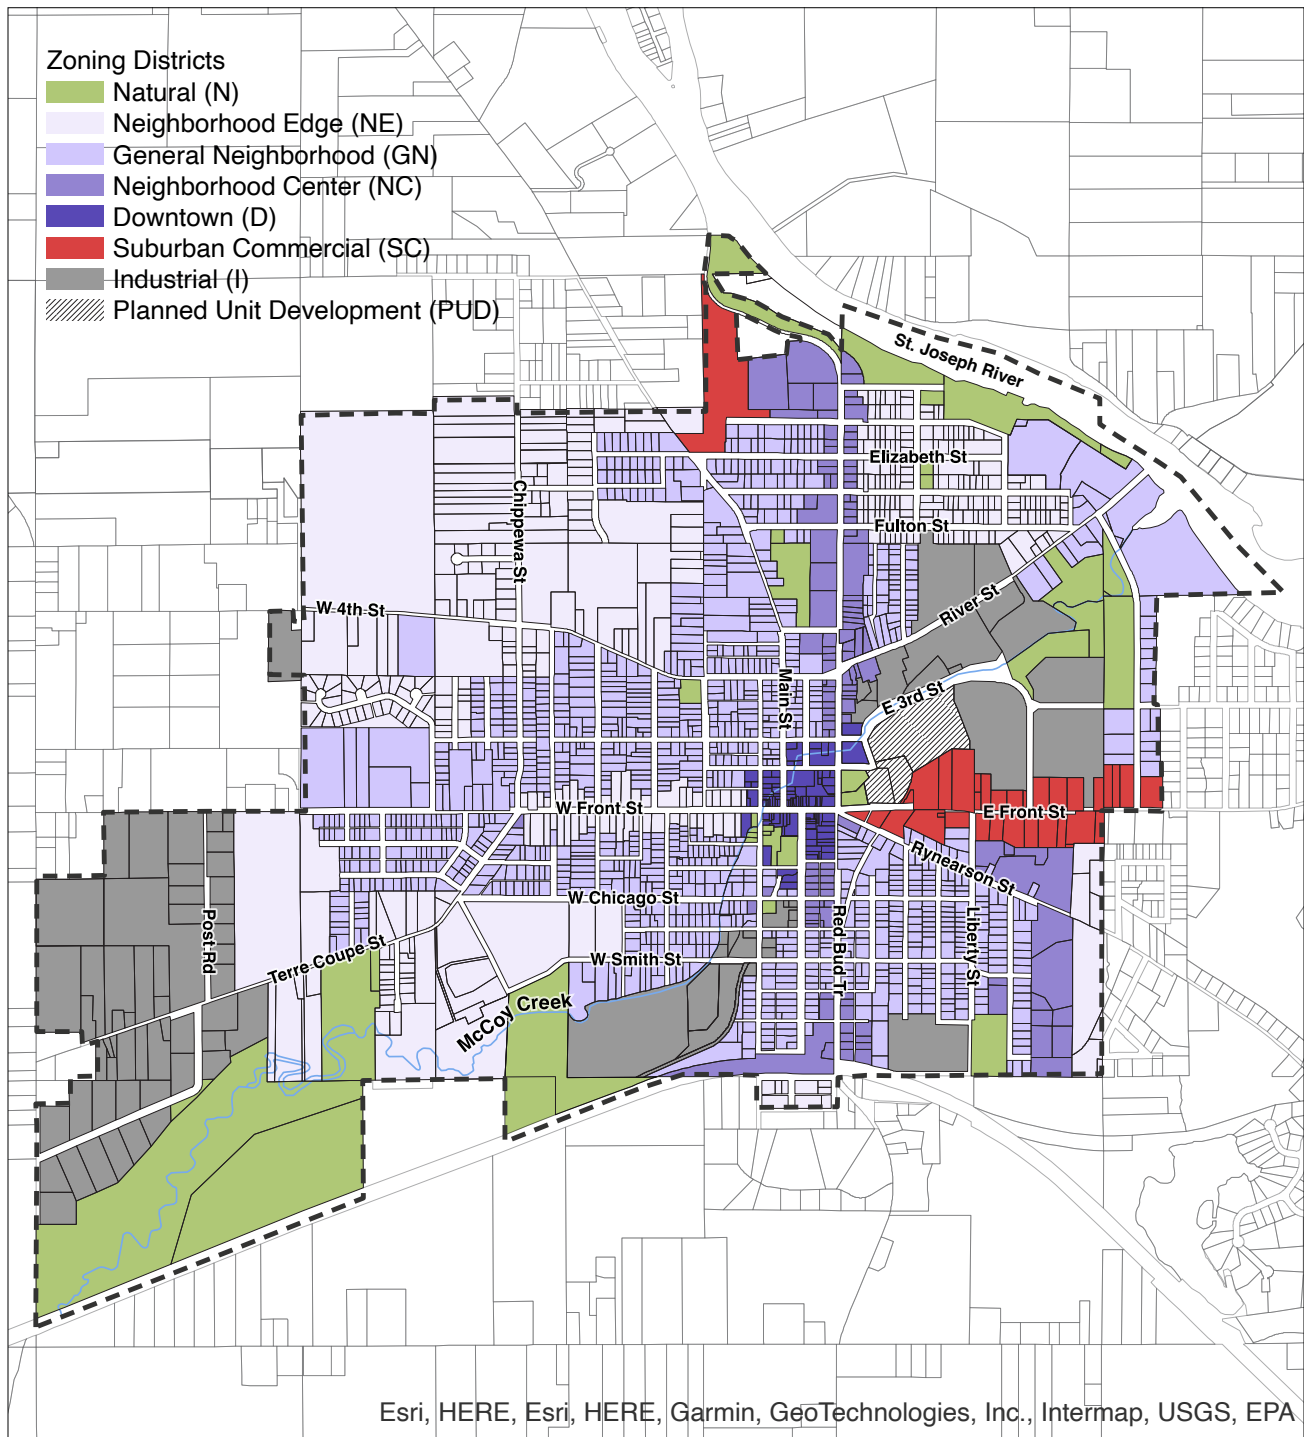 Zoning Districts
Natural (N)
Neighborhood Edge (NE)
General Neighborhood (GN)
Neighborhood Center (NC)
Downtown (D)
Suburban Commercial (SC)
Industrial (I)
Planned Unit Development (PUD)
St. Joseph River
Elizabeth St
Chippewa St
Fulton St
W 4th St
River St
Main St
E 3rd St
W Front St
E Front St
Rynearson St
W Chicago St
Post Rd
Red Bud Tr
Liberty St
Terre Coupe St
W Smith St
McCoy Creek
Esri, HERE, Esri, HERE, Garmin, GeoTechnologies, Inc., Intermap, USGS, EPA